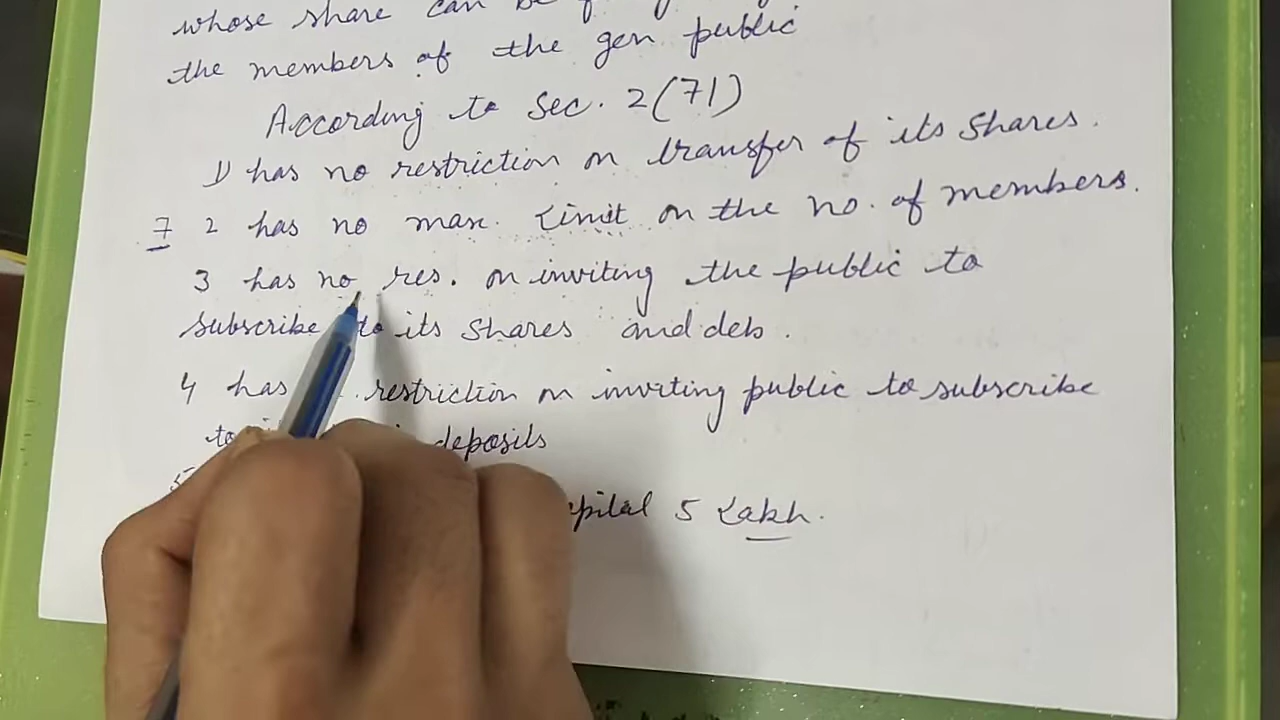 whose share can be
the members of the gen public
According to Sec. 2(71)
1) has no restriction on transfer of its Shares.
7 2 has no max. Limit on the no. of members.
3 has no res. on inviting the public to
subscribe to its shares and deb.
4 has restriction on inviting public to subscribe
to deposits
5 Lakh.